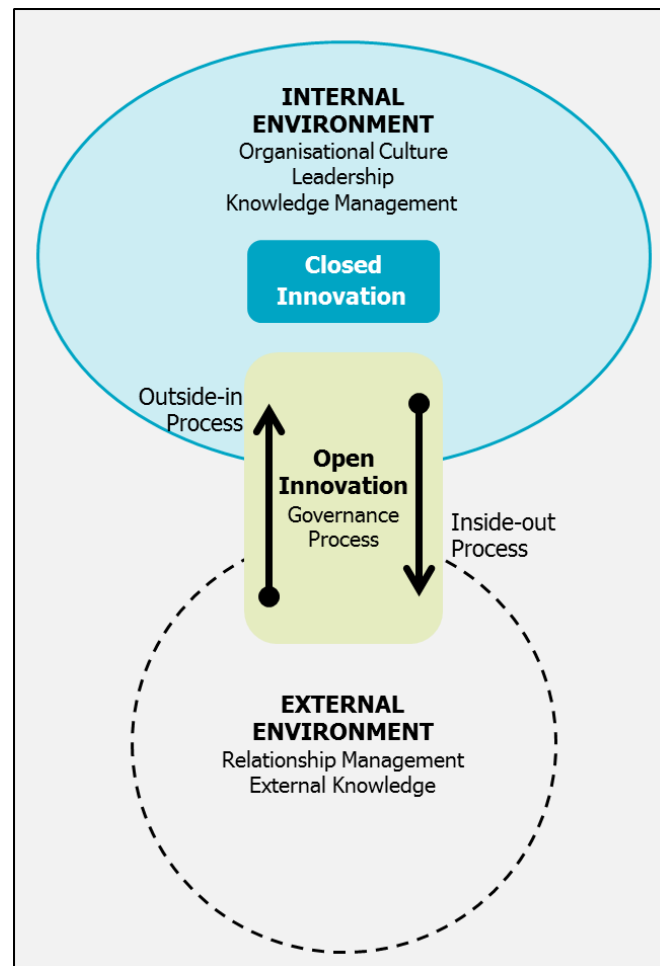 INTERNAL
ENVIRONMENT
Organisational Culture
Leadership
Knowledge Management
Closed
Innovation
Outside-in
Process
Open
Innovation
Governance
Process
Inside-out
Process
EXTERNAL
ENVIRONMENT
Relationship Management
External Knowledge